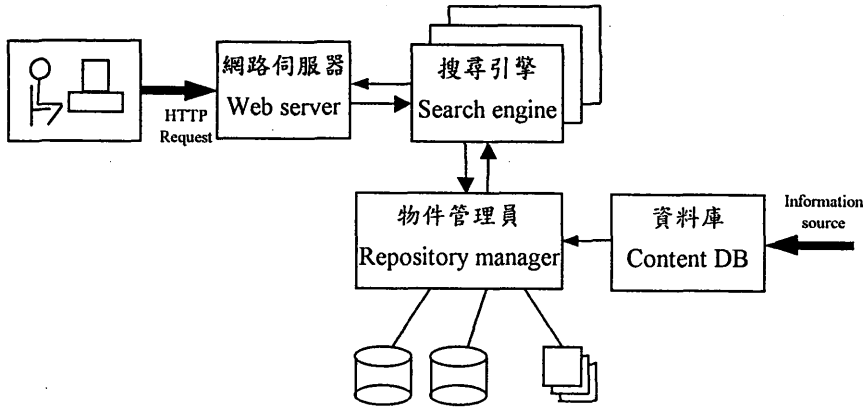 網路伺服器
Web server
搜尋引擎
Search engine
HTTP
Request
物件管理員
Repository manager
資料庫
Content DB
Information
source